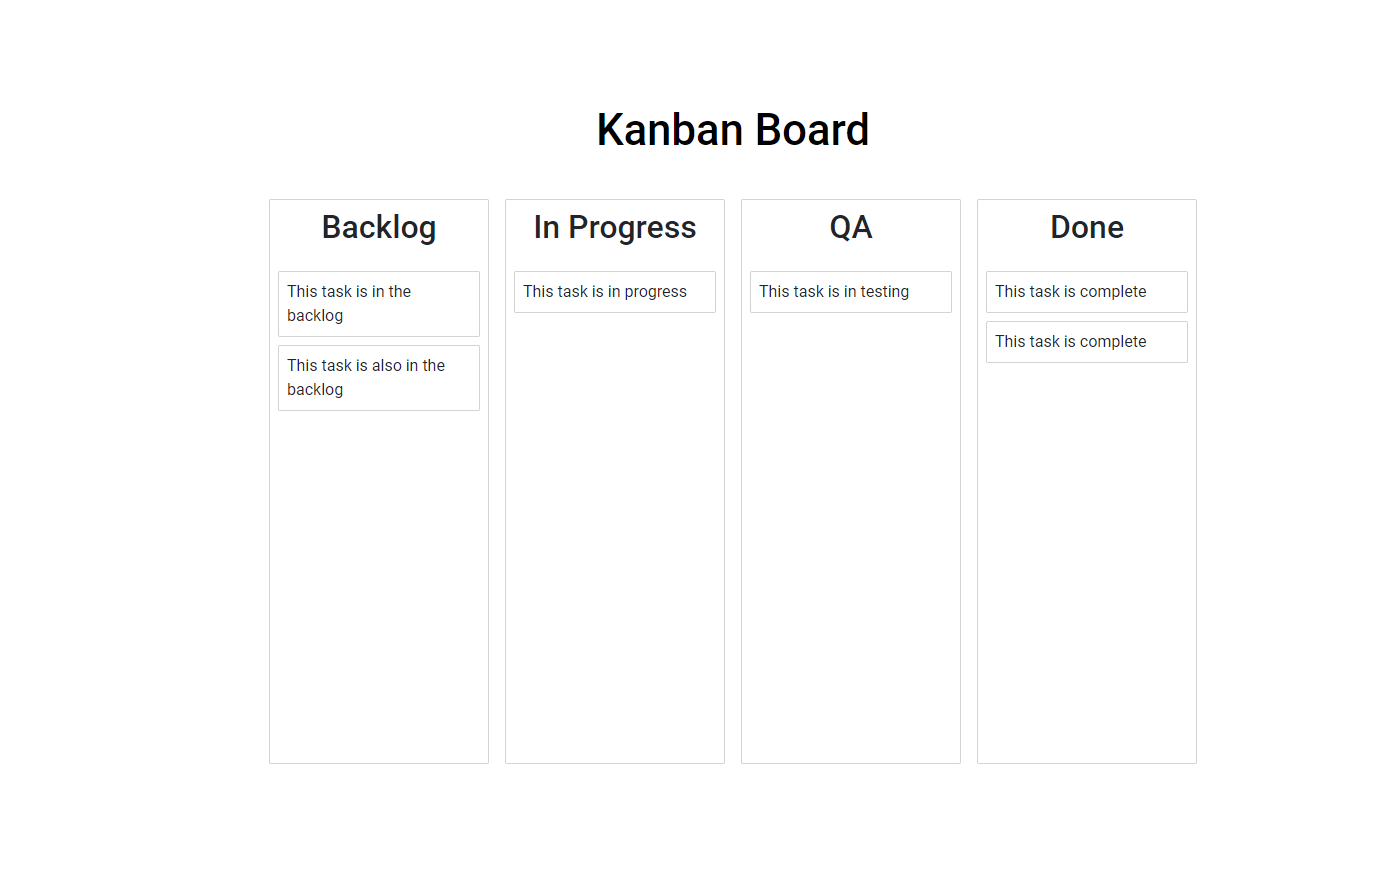 Kanban Board
Backlog
This task is in the
backlog
This task is also in the
backlog
In Progress
This task is in progress
QA
This task is in testing
Done
This task is complete
This task is complete